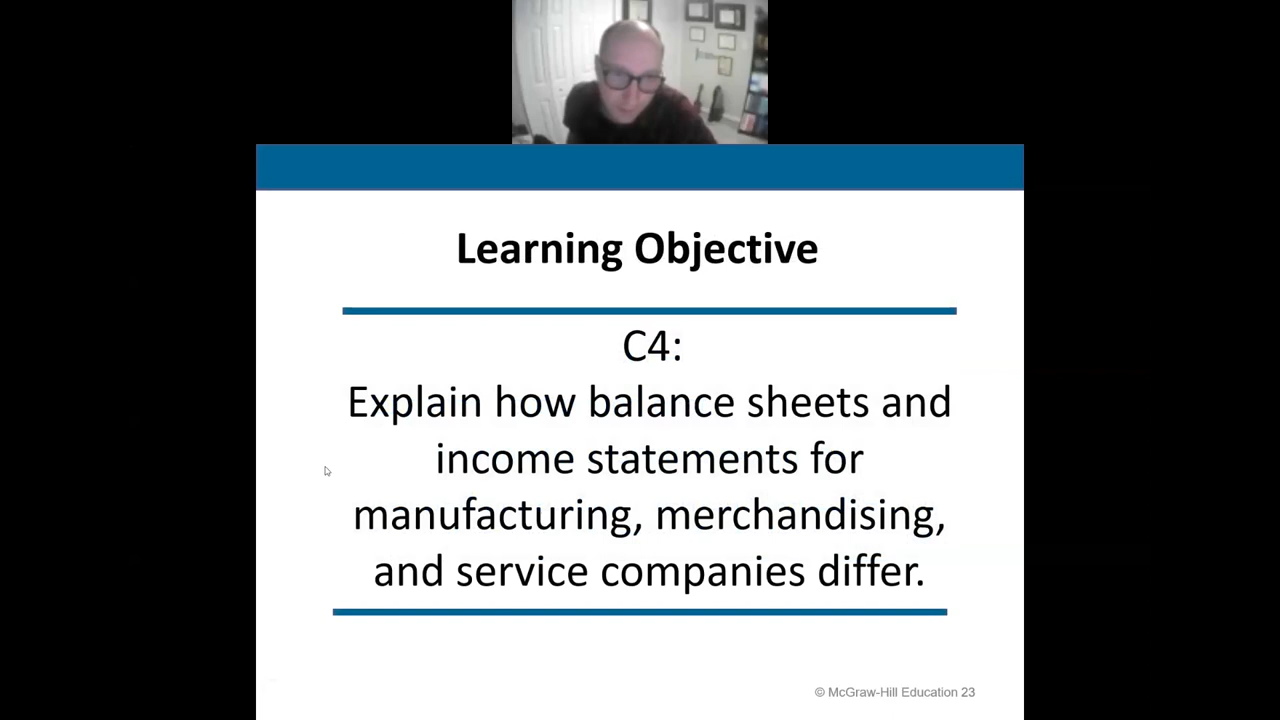 Learning Objective
C4:
Explain how balance sheets and
income statements for
manufacturing, merchandising,
and service companies differ.
© McGraw-Hill Education 23